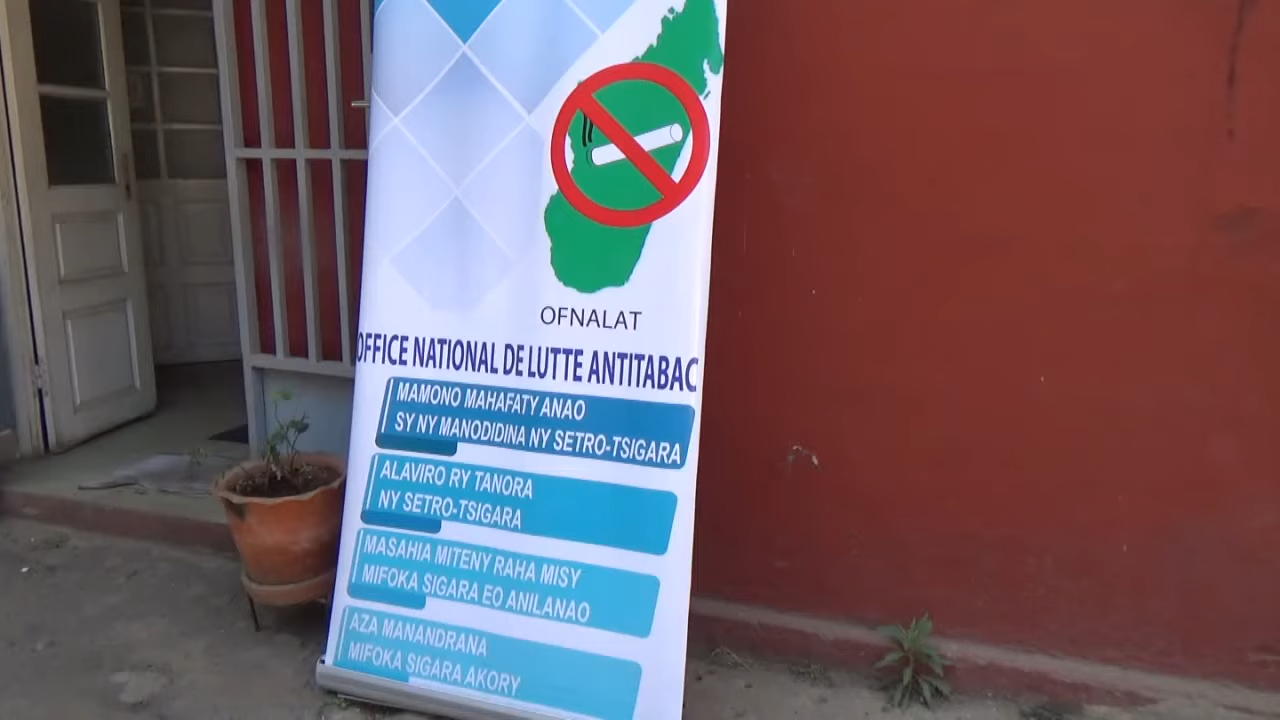 OFNALAT
OFFICE NATIONAL DE LUTTE ANTITABAC
MAMONO MAHAFATY ANAO
SY NY MANODIDINA NY SETRO-TSIGARA
ALAVIRO RY TANORA
NY SETRO-TSIGARA
MASAHIA MITENY RAHA MISY
MIFOKA SIGARA EO ANILANAO
AZA MANANDRANA
MIFOKA SIGARA AKORY